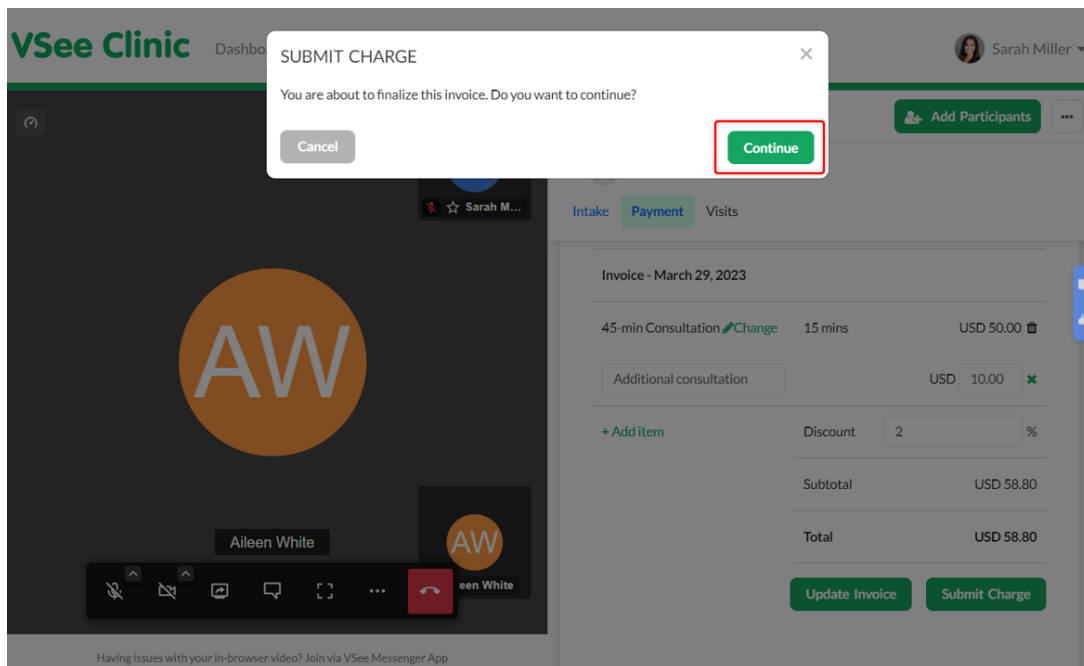 VSee Clinic
Dashbo
Sarah Miller
SUBMIT CHARGE
×
You are about to finalize this invoice. Do you want to continue?
Cancel
Continue
Add Participants
Sarah M...
Intake Payment Visits
Invoice - March 29, 2023
45-min Consultation Change 15 mins USD 50.00
Additional consultation USD 10.00
+ Add item Discount 2 %
Subtotal USD 58.80
Total USD 58.80
Update Invoice Submit Charge
AW
Aileen White
AW
een White
Having issues with your in-browser video? Join via VSee Messenger App